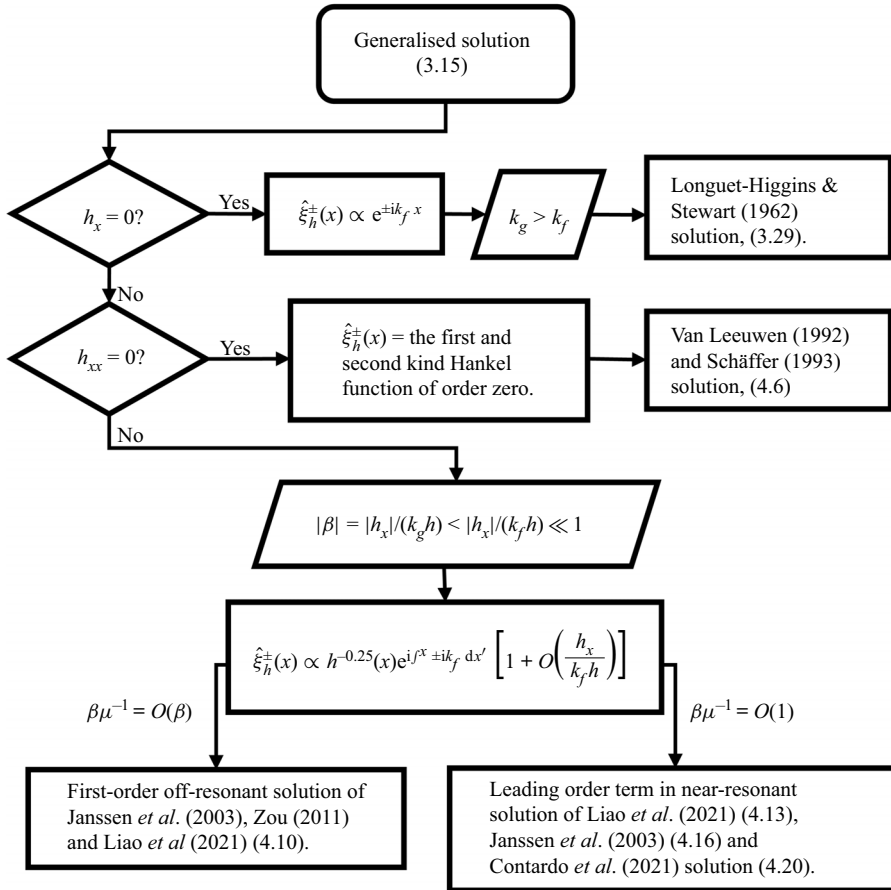 Generalised solution
(3.15)
h_x = 0?
Yes
ξ̂_h^±(x) ∝ e^{±ik_f x}
k_g > k_f
Longuet-Higgins &
Stewart (1962)
solution, (3.29).
No
h_xx = 0?
Yes
ξ̂_h^±(x) = the first and
second kind Hankel
function of order zero.
Van Leeuwen (1992)
and Schäffer (1993)
solution, (4.6)
No
|β| = |h_x|/(k_g h) < |h_x|/(k_f h) ≪ 1
ξ̂_h^±(x) ∝ h^{−0.25}(x)e^{i∫^x ±ik_f dx′} [1 + O(h_x/k_f h)]
βμ^{−1} = O(β)
βμ^{−1} = O(1)
First-order off-resonant solution of
Janssen et al. (2003), Zou (2011)
and Liao et al (2021) (4.10).
Leading order term in near-resonant
solution of Liao et al. (2021) (4.13),
Janssen et al. (2003) (4.16) and
Contardo et al. (2021) solution (4.20).